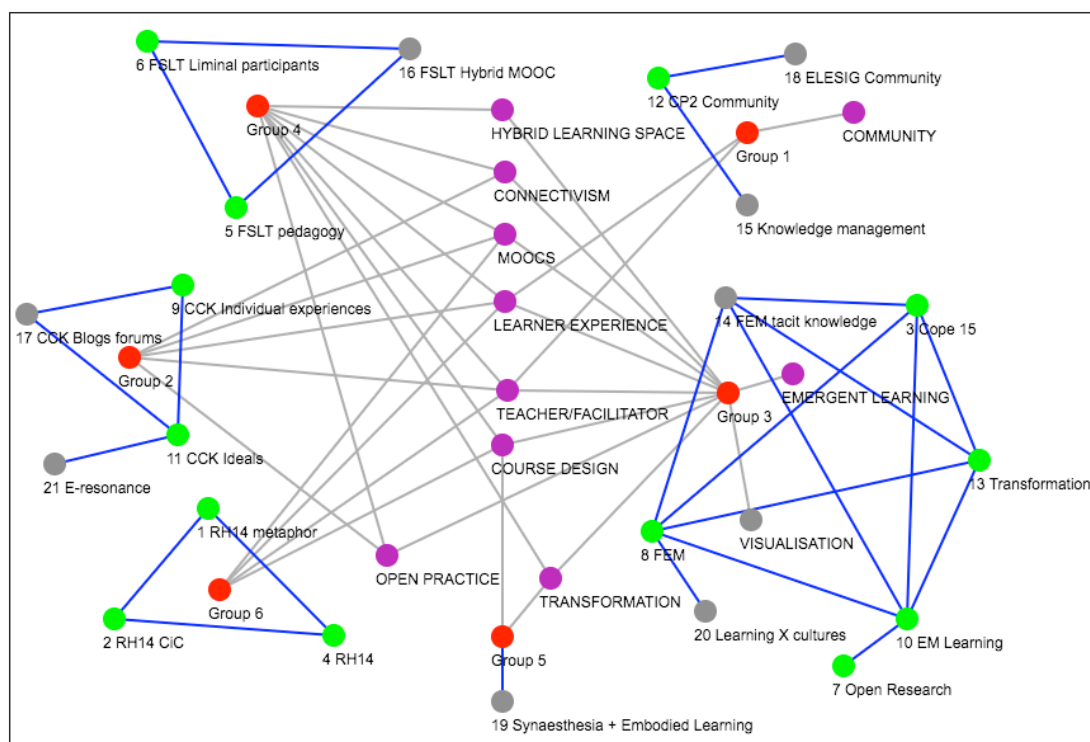 6 FSLT Liminal participants
16 FSLT Hybrid MOOC
18 ELESIG Community
12 CP2 Community
Group 4
HYBRID LEARNING SPACE
COMMUNITY
Group 1
CONNECTIVISM
5 FSLT pedagogy
15 Knowledge management
MOOCS
9 CCK Individual experiences
LEARNER EXPERIENCE
14 FEM tacit knowledge
3 Cope 15
17 CCK Blogs forums
Group 2
TEACHER/FACILITATOR
Group 3
EMERGENT LEARNING
11 CCK Ideals
COURSE DESIGN
21 E-resonance
13 Transformation
1 RH14 metaphor
VISUALISATION
8 FEM
OPEN PRACTICE
Group 6
TRANSFORMATION
2 RH14 CiC
4 RH14
Group 5
20 Learning X cultures
10 EM Learning
7 Open Research
19 Synaesthesia + Embodied Learning